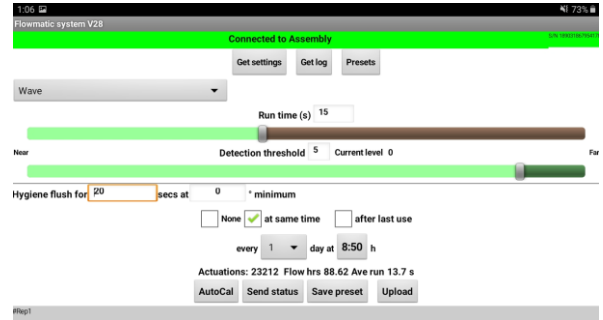 1:06 73%
Flowmatic system V28
Connected to Assembly
Get settings Get log Presets
Wave
Run time (s) 15
Near Detection threshold 5 Current level 0 Far
Hygiene flush for 20 secs at 0 ° minimum
None at same time after last use
every 1 day at 8:50 h
Actuations: 23212 Flow hrs 88.62 Ave run 13.7 s
AutoCal Send status Save preset Upload
#Rep1